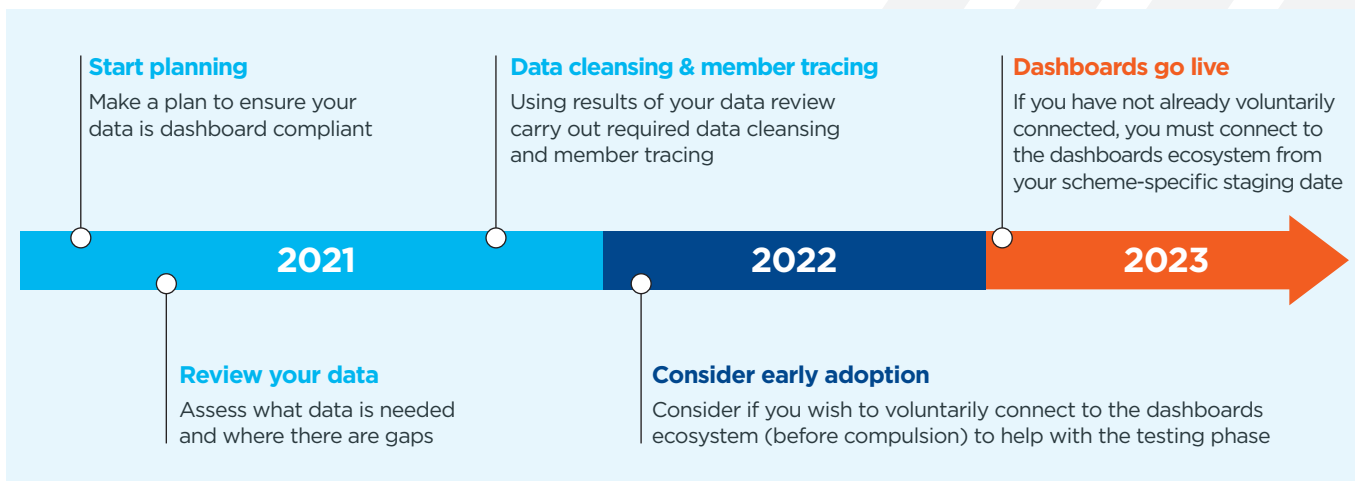 Start planning
Make a plan to ensure your
data is dashboard compliant
Data cleansing & member tracing
Using results of your data review
carry out required data cleansing
and member tracing
Dashboards go live
If you have not already voluntarily
connected, you must connect to
the dashboards ecosystem from
your scheme-specific staging date
2021
2022
2023
Review your data
Assess what data is needed
and where there are gaps
Consider early adoption
Consider if you wish to voluntarily connect to the dashboards
ecosystem (before compulsion) to help with the testing phase